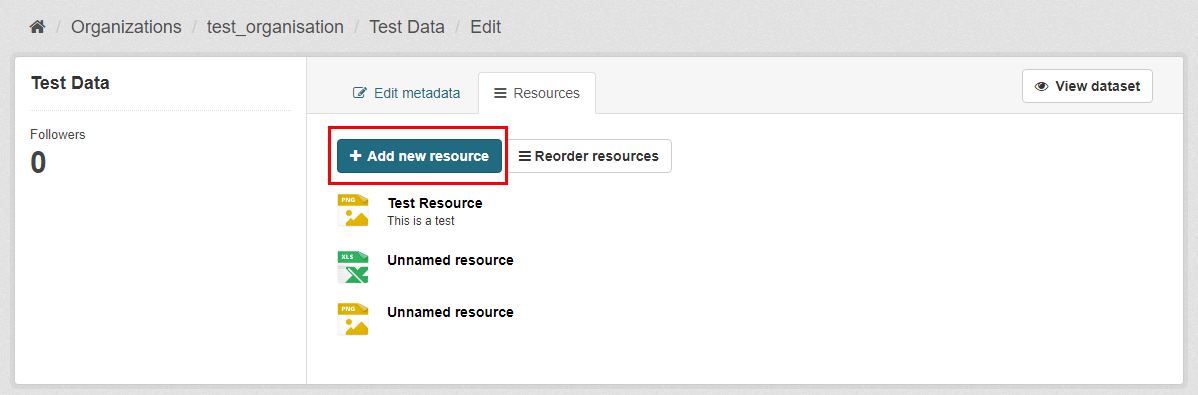 / Organizations / test_organisation / Test Data / Edit
Test Data
Followers
0
Edit metadata
Resources
View dataset
+ Add new resource
Reorder resources
PNG
Test Resource
This is a test
XLS
Unnamed resource
PNG
Unnamed resource